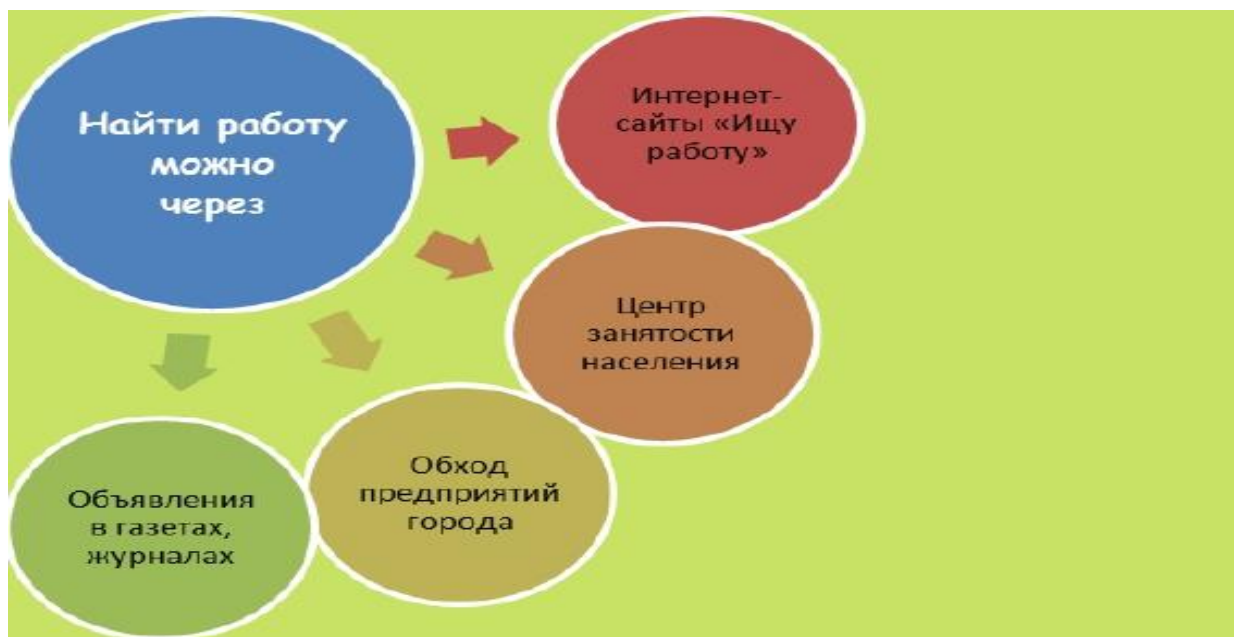 Найти работу
можно
через
Интернет-
сайты «Ищу
работу»
Центр
занятости
населения
Обход
предприятий
города
Объявления
в газетах,
журналах